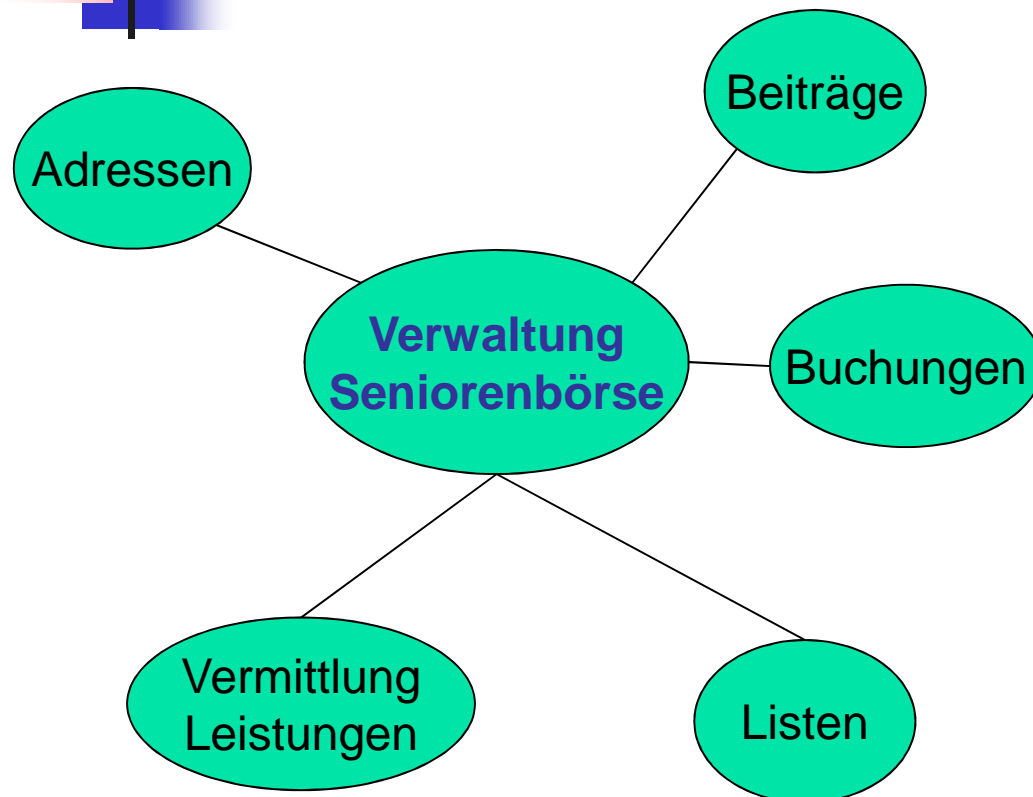 Beiträge
Adressen
Verwaltung
Seniorenbörse
Buchungen
Vermittlung
Leistungen
Listen